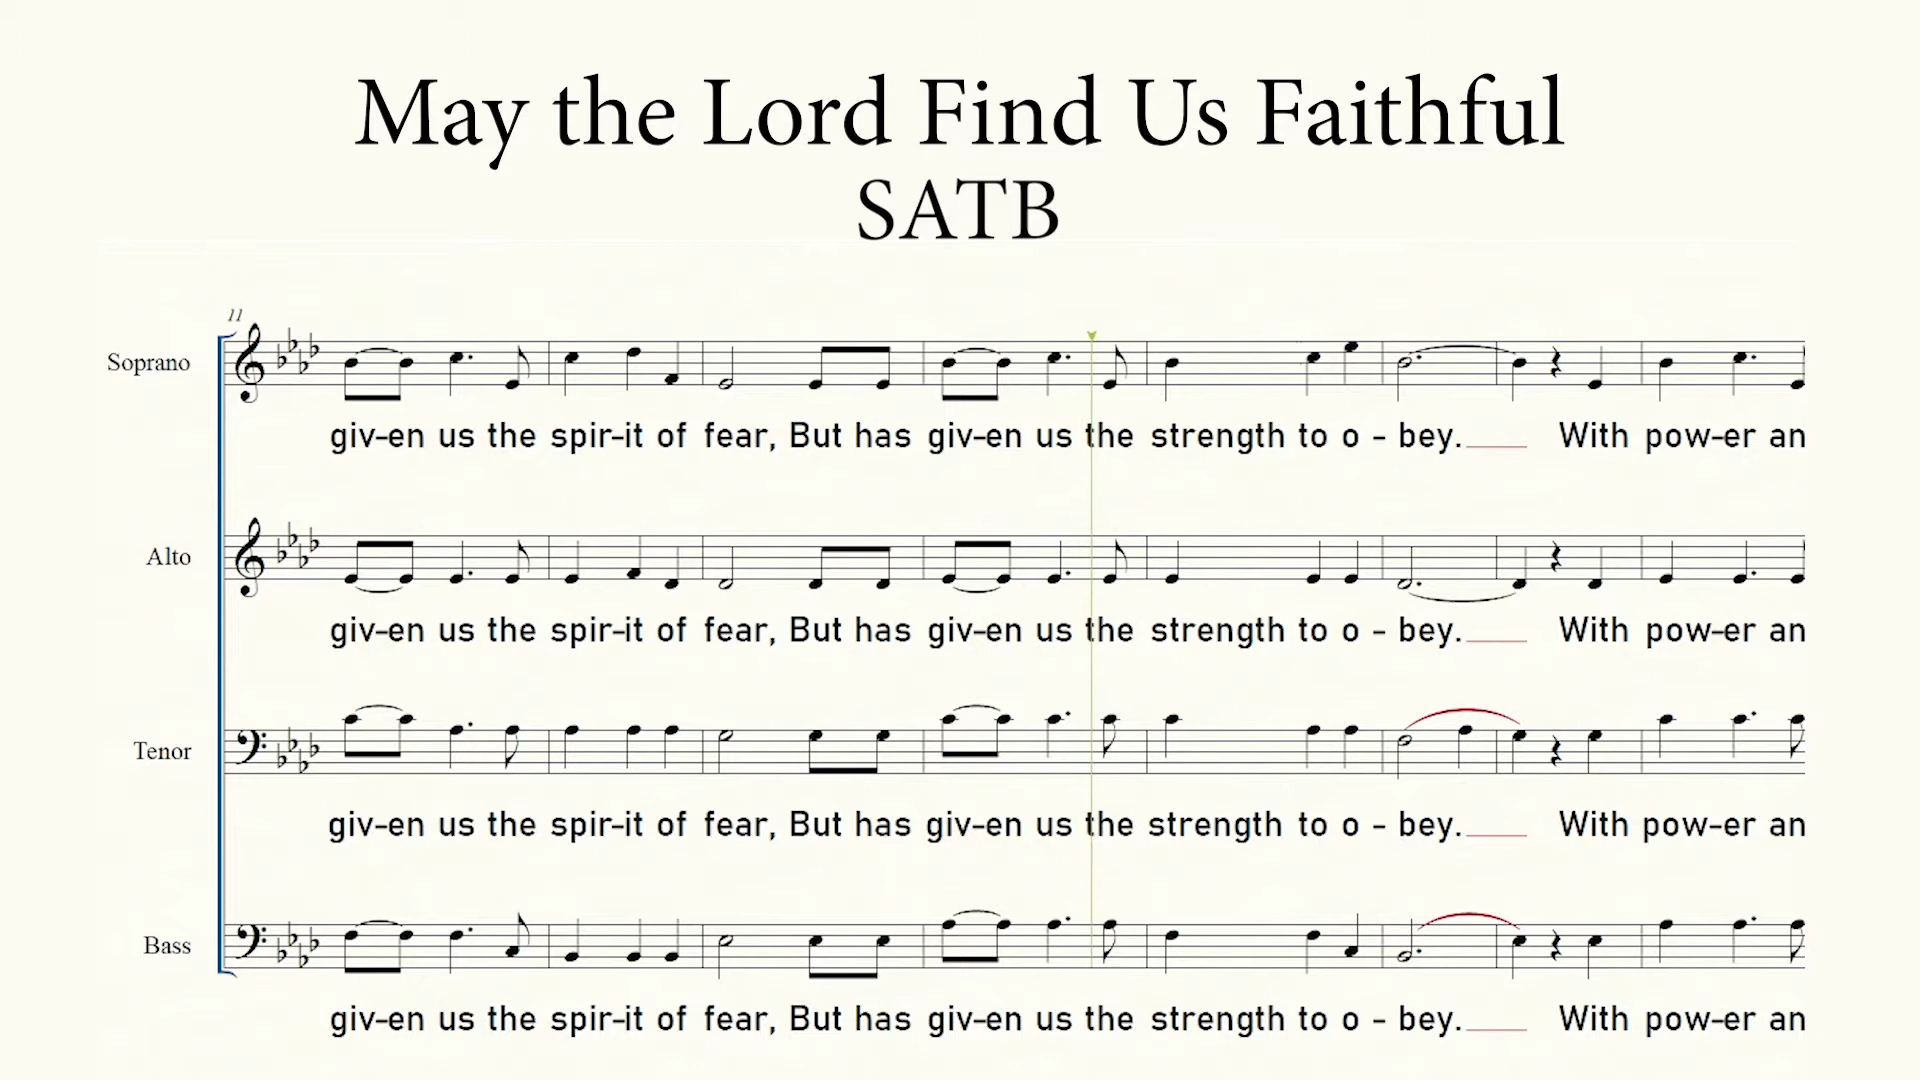 May the Lord Find Us Faithful
SATB
11
Soprano
giv-en us the spir-it of fear, But has giv-en us the strength to o - bey.____ With pow-er an
Alto
giv-en us the spir-it of fear, But has giv-en us the strength to o - bey.____ With pow-er an
Tenor
giv-en us the spir-it of fear, But has giv-en us the strength to o - bey.____ With pow-er an
Bass
giv-en us the spir-it of fear, But has giv-en us the strength to o - bey.____ With pow-er an